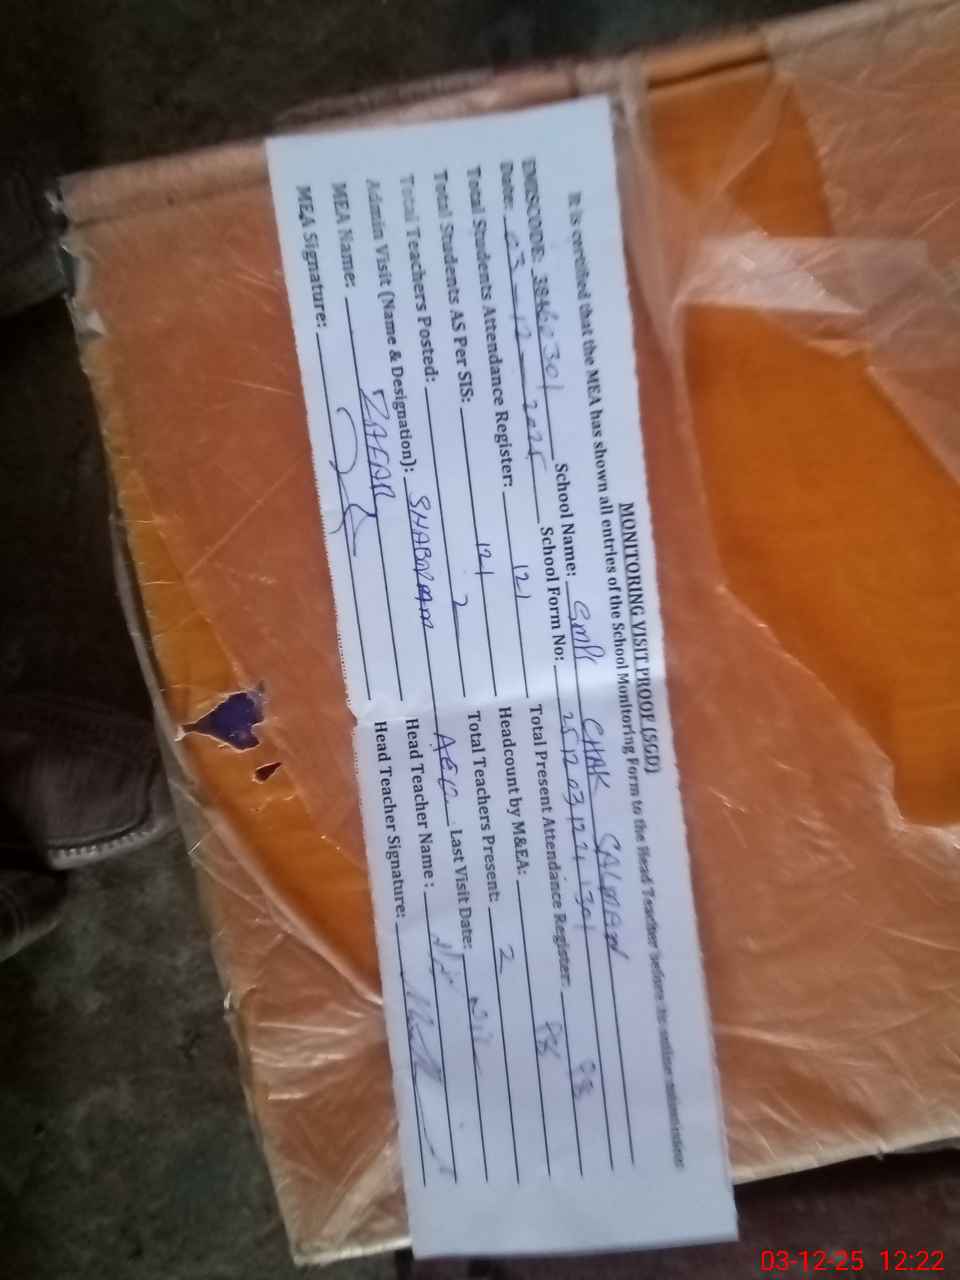 MONITORING VISIT PROOF (SGD)
It is certified that the MEA has shown all entries of the School Monitoring Form to the Head Teacher before its online submission
EMISCODE: 38460301 School Name: GMPS CHAK CALMAN
Date: 03-12-2025 School Form No: 
Total Students Attendance Register: 121 Total Present Attendance Register: 98
Total Students AS Per SIS: 121 Headcount by M&EA: 98
Total Teachers Posted: 2 Total Teachers Present: 2
Admin Visit (Name & Designation): AEO Last Visit Date: Nil
MEA Name: ZAFAR Head Teacher Name:
MEA Signature: Head Teacher Signature:
03-12-25 12:22